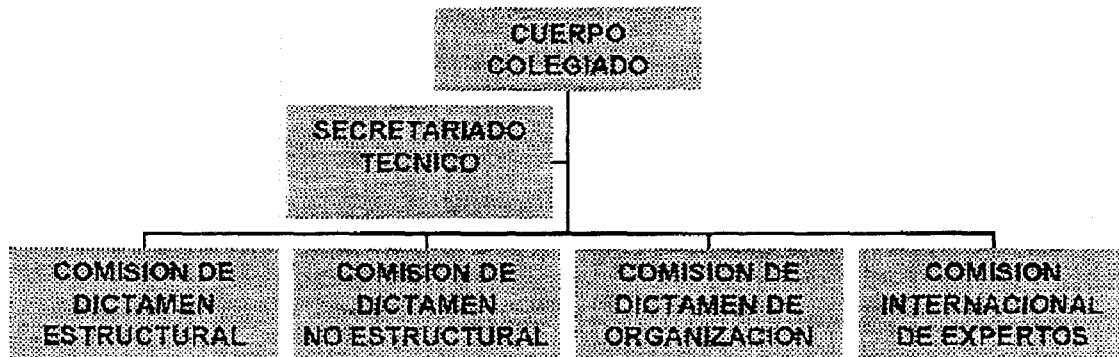 CUERPO
COLEGIADO
SECRETARIADO
TECNICO
COMISION DE
DICTAMEN
ESTRUCTURAL
COMISION DE
DICTAMEN
NO ESTRUCTURAL
COMISION DE
DICTAMEN DE
ORGANIZACION
COMISION
INTERNACIONAL
DE EXPERTOS